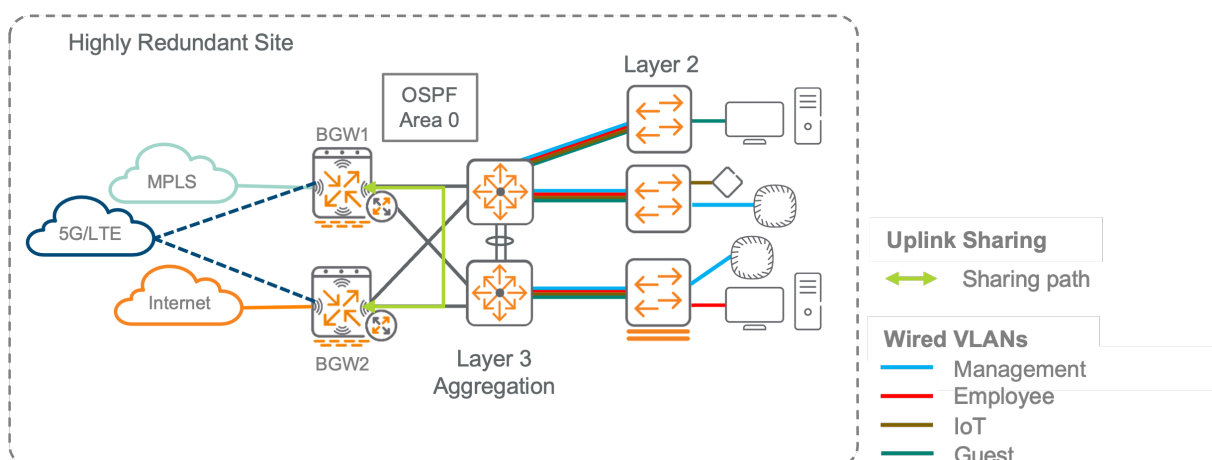 Highly Redundant Site
Layer 2
OSPF
Area 0
BGW1
MPLS
5G/LTE
Internet
BGW2
Layer 3
Aggregation
Uplink Sharing
Sharing path
Wired VLANs
Management
Employee
IoT
Guest